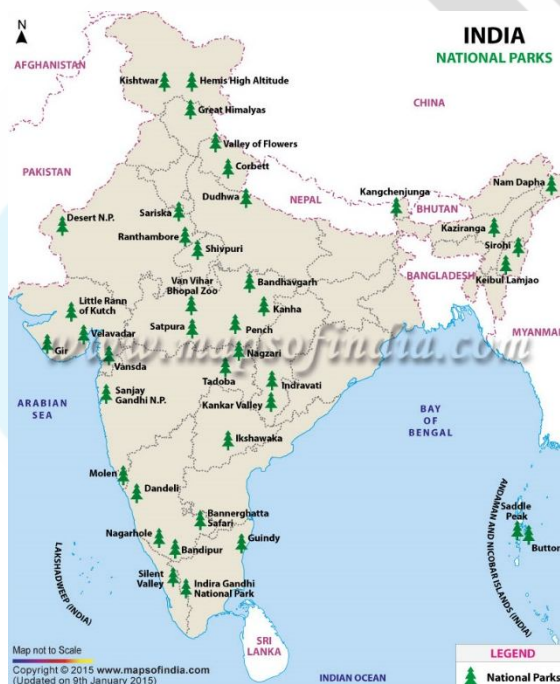 N
INDIA
NATIONAL PARKS
AFGHANISTAN
Kishtwar
Hemis High Altitude
CHINA
Great Himalyas
Valley of Flowers
PAKISTAN
Corbett
Dudhwa
NEPAL
Kangchenjunga
BHUTAN
Nam Dapha
Desert N.P.
Sariska
Kaziranga
Ranthambore
Shivpuri
Sirohi
BANGLADESH
Keibul Lamjao
Van Vihar
Bhopal Zoo
Bandhavgarh
Little Rann
of Kutch
Kanha
Velavadar
Satpura
Pench
MYANMAR
Gir
Vansda
Nagzari
www.mapsofindia.com
Tadoba
Indravati
ARABIAN
SEA
Sanjay
Gandhi N.P.
Kankar Valley
BAY
OF
BENGAL
Ikshawaka
Molen
Dandeli
Bannerghatta
Safari
Saddle
Peak
Button
ANDAMAN AND NICOBAR ISLANDS (INDIA)
Nagarhole
Bandipur
Guindy
LAKSHADWEEP (INDIA)
Silent
Valley
Indira Gandhi
National Park
SRI
LANKA
Map not to Scale
Copyright © 2015 www.mapsofindia.com
(Updated on 9th January 2015)
INDIAN OCEAN
LEGEND
National Parks